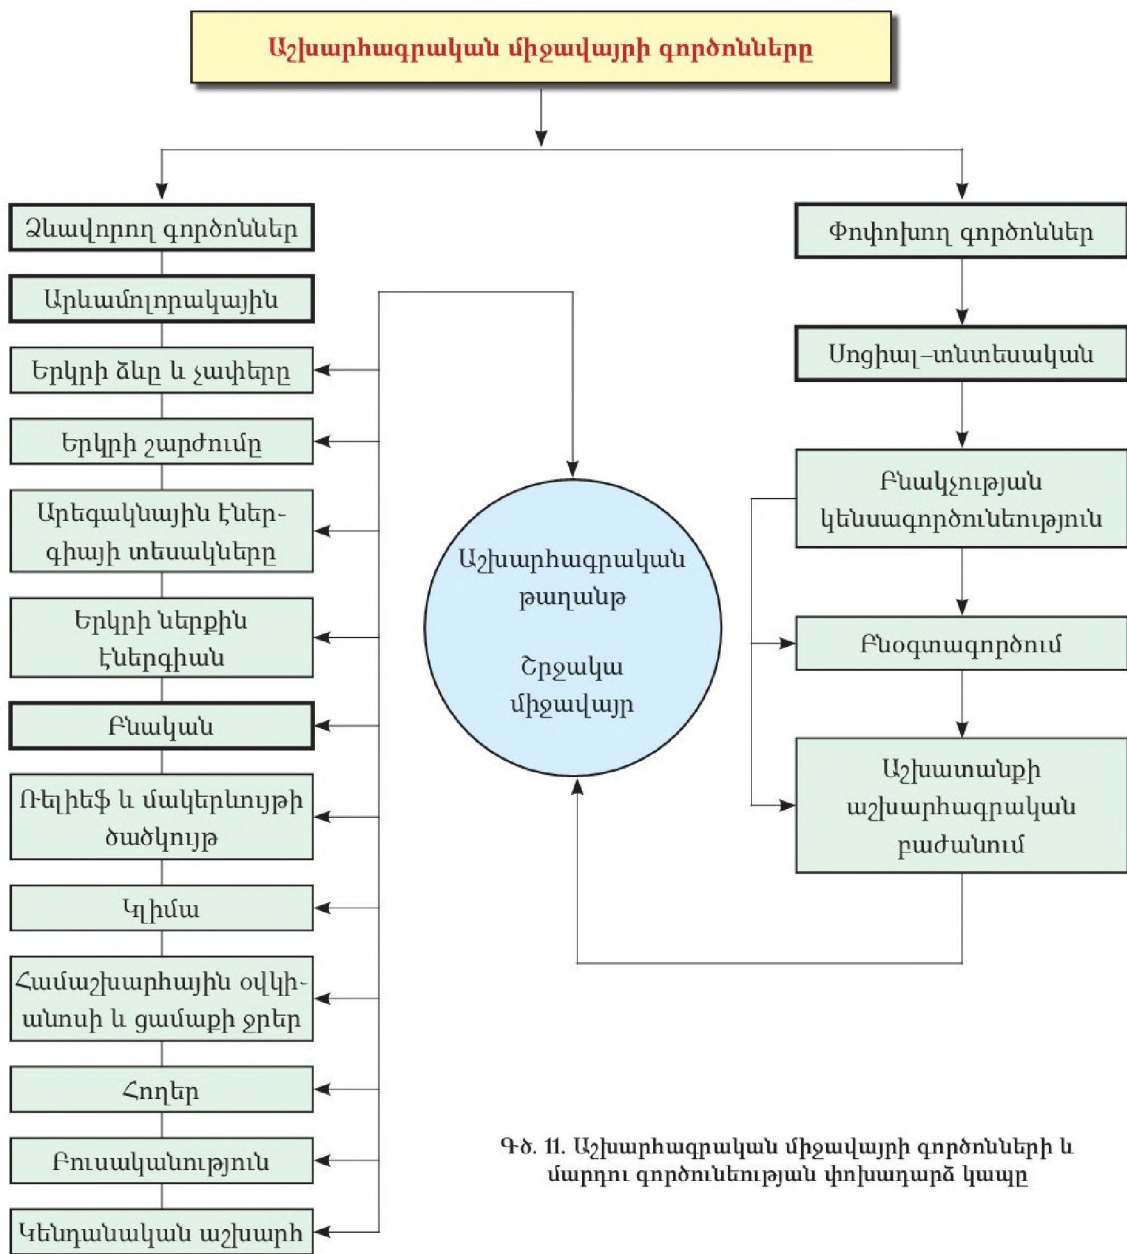 Աշխարհագրական միջավայրի գործոնները
Ձևավորող գործոններ
Արևամոլորակային
Երկրի ձևը և չափերը
Երկրի շարժումը
Արեգակնային էներ-
գիայի տեսակները
Երկրի ներքին
էներգիան
Բնական
Ռելիեֆ և մակերևույթի
ծածկույթ
Կլիմա
Համաշխարհային օվկի-
անոսի և ցամաքի ջրեր
Հողեր
Բուսականություն
Կենդանական աշխարհ
Աշխարհագրական
թաղանթ
Շրջակա
միջավայր
Փոփոխող գործոններ
Սոցիալ–տնտեսական
Բնակչության
կենսագործունեություն
Բնօգտագործում
Աշխատանքի
աշխարհագրական
բաժանում
Գծ. 11. Աշխարհագրական միջավայրի գործոնների և
մարդու գործունեության փոխադարձ կապը